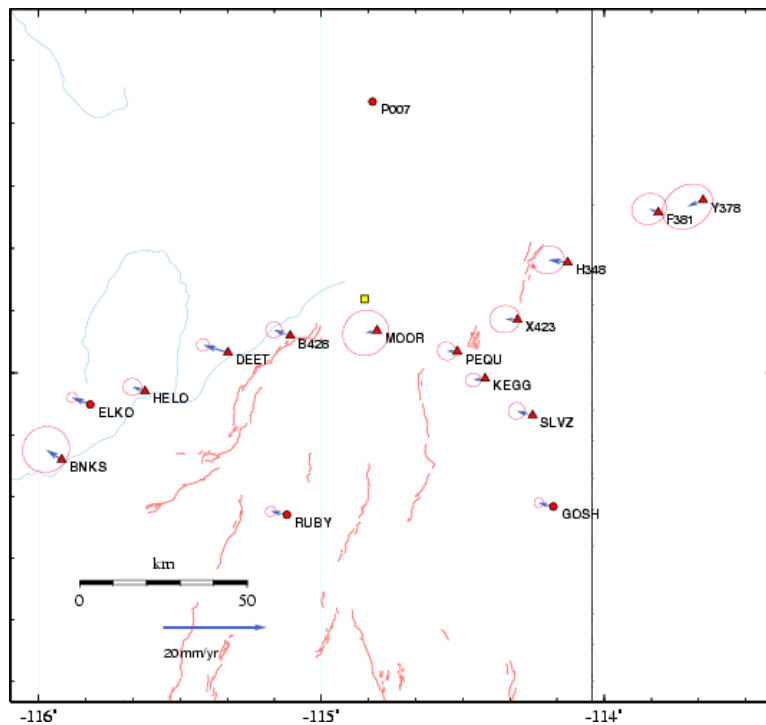 P007
Y378
F381
H348
X423
B428
MOOR
DEET
PEQU
KEGG
HELO
ELKO
SLVZ
BNKS
GOSH
RUBY
km
0 50
20 mm/yr
-116 -115 -114